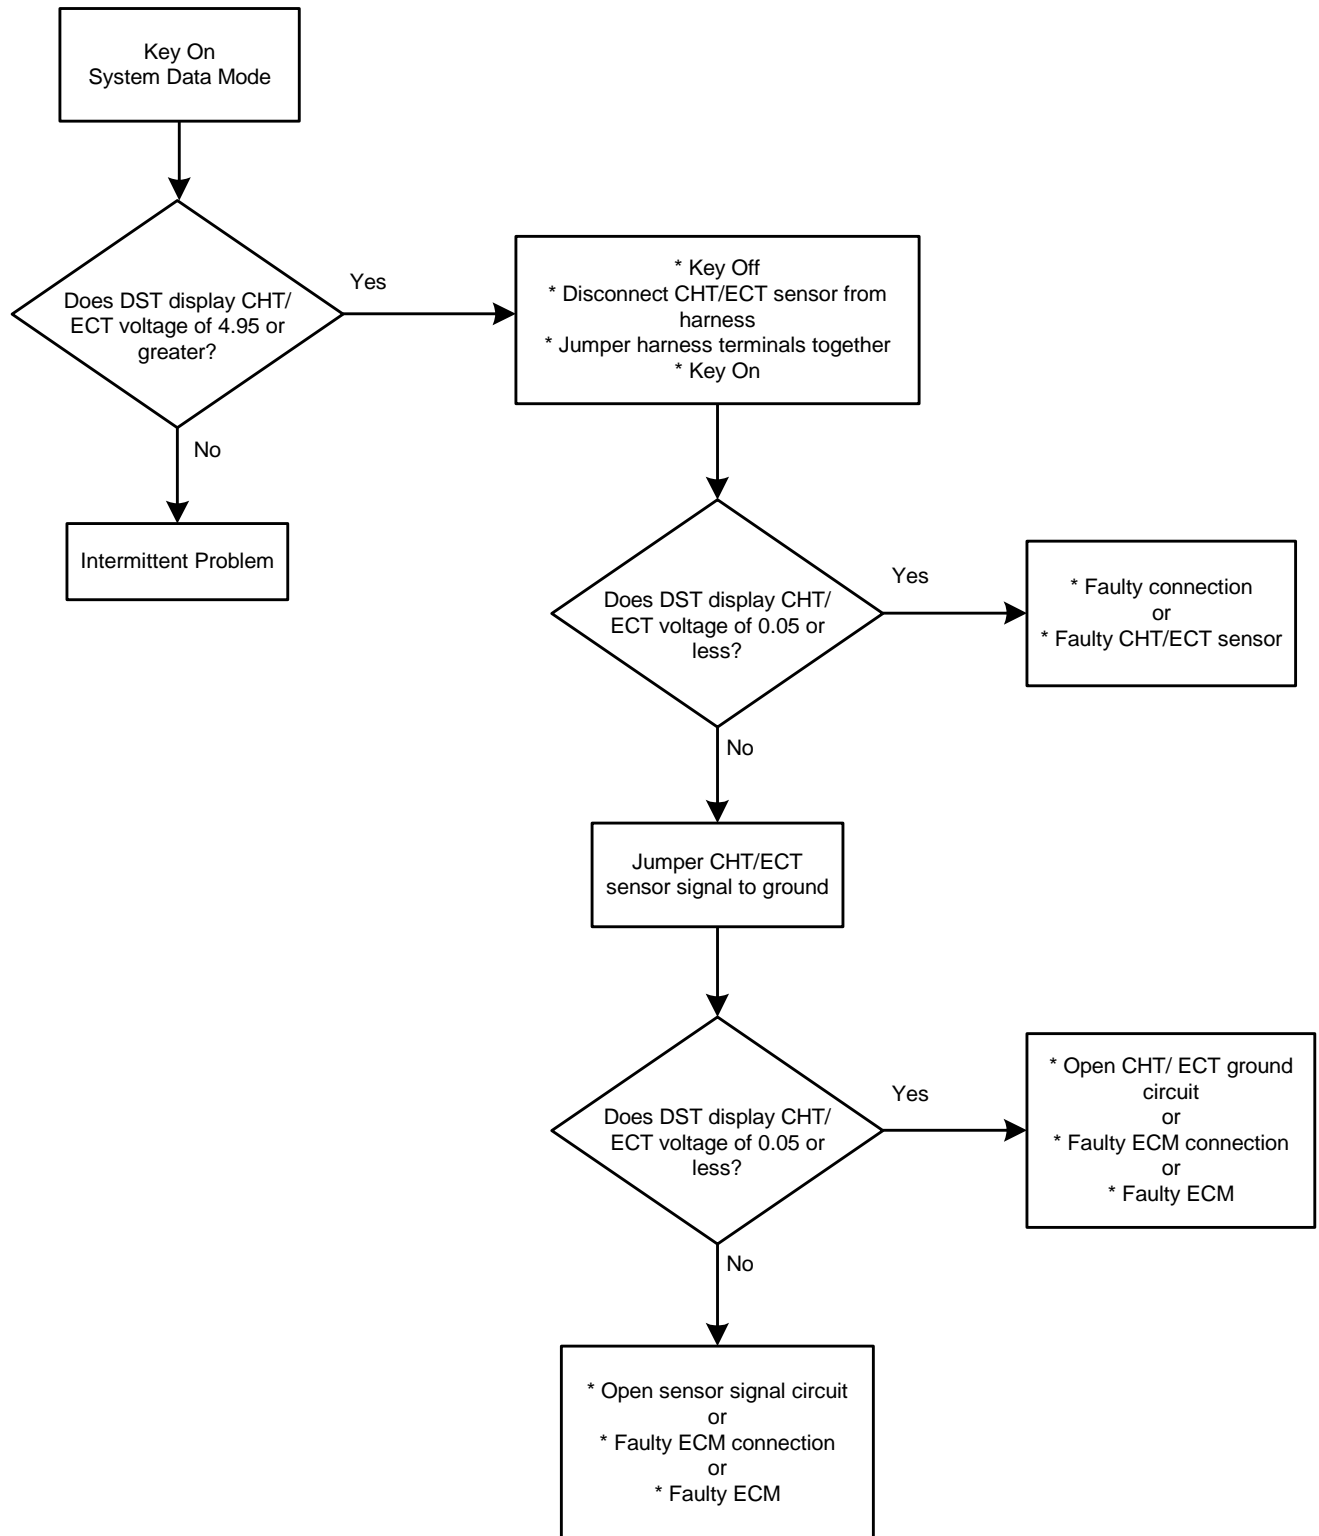 Key On
System Data Mode
Does DST display CHT/
ECT voltage of 4.95 or
greater?
Yes
* Key Off
* Disconnect CHT/ECT sensor from
harness
* Jumper harness terminals together
* Key On
No
Intermittent Problem
Does DST display CHT/
ECT voltage of 0.05 or
less?
Yes
* Faulty connection
or
* Faulty CHT/ECT sensor
No
Jumper CHT/ECT
sensor signal to ground
Does DST display CHT/
ECT voltage of 0.05 or
less?
Yes
* Open CHT/ ECT ground
circuit
or
* Faulty ECM connection
or
* Faulty ECM
No
* Open sensor signal circuit
or
* Faulty ECM connection
or
* Faulty ECM